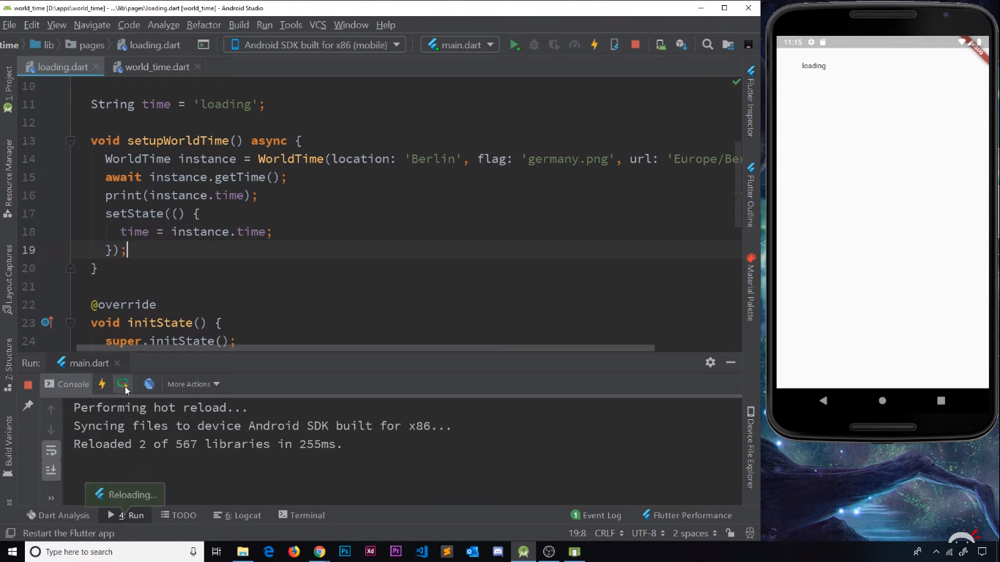 world_time [D:\apps\world_time] - ...\lib\pages\loading.dart [world_time] - Android Studio
File Edit View Navigate Code Analyze Refactor Build Run Tools VCS Window Help
time lib pages loading.dart Android SDK built for x86 (mobile) main.dart
loading.dart world_time.dart
10
11 String time = 'loading';
12
13 void setupWorldTime() async {
14 WorldTime instance = WorldTime(location: 'Berlin', flag: 'germany.png', url: 'Europe/Be
15 await instance.getTime();
16 print(instance.time);
17 setState(() {
18 time = instance.time;
19 });
20 }
21
22 @override
23 void initState() {
24 super.initState();
1: Project
Resource Manager
Layout Captures
Z: Structure
Build Variants
Flutter Inspector
Flutter Outline
Material Palette
Device File Explorer
Run: main.dart
Console More Actions
Performing hot reload...
Syncing files to device Android SDK built for x86...
Reloaded 2 of 567 libraries in 255ms.
Reloading...
Dart Analysis 4: Run TODO 6: Logcat Terminal 1 Event Log Flutter Performance
Restart the Flutter app 19:8 CRLF UTF-8 2 spaces
Type here to search
11:15
DEBUG
loading